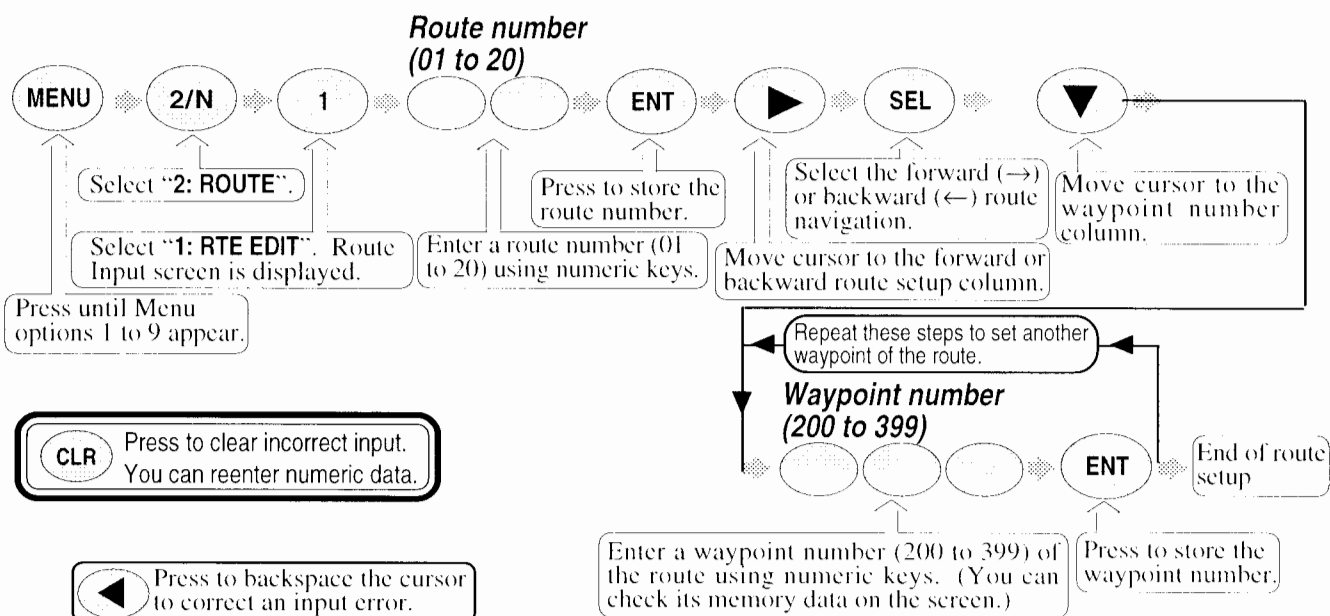 Route number
(01 to 20)
MENU 2/N 1 ENT ▶ SEL ▼
Select “2: ROUTE”.
Select “1: RTE EDIT”. Route
Input screen is displayed.
Press until Menu
options 1 to 9 appear.
Enter a route number (01
to 20) using numeric keys.
Press to store the
route number.
Move cursor to the forward or
backward route setup column.
Select the forward (→)
or backward (←) route
navigation.
Move cursor to the
waypoint number
column.
Repeat these steps to set another
waypoint of the route.
Waypoint number
(200 to 399)
ENT
End of route
setup
Enter a waypoint number (200 to 399) of
the route using numeric keys. (You can
check its memory data on the screen.)
Press to store the
waypoint number.
CLR
Press to clear incorrect input.
You can reenter numeric data.
◀
Press to backspace the cursor
to correct an input error.